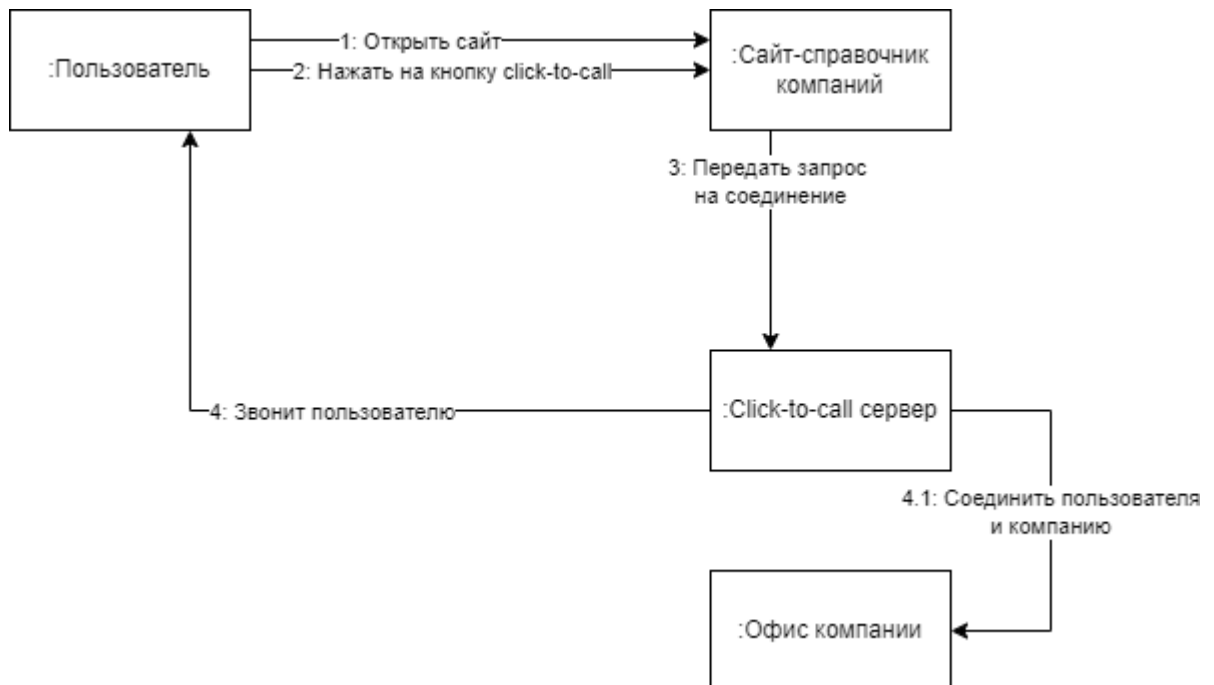 1: Открыть сайт
:Пользователь
2: Нажать на кнопку click-to-call
:Сайт-справочник
компаний
3: Передать запрос
на соединение
4: Звонит пользователю
:Click-to-call сервер
4.1: Соединить пользователя
и компанию
:Офис компании